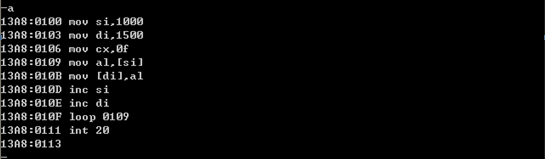 -a
13A8:0100 mov si,1000
13A8:0103 mov di,1500
13A8:0106 mov cx,0f
13A8:0109 mov al,[si]
13A8:010B mov [di],al
13A8:010D inc si
13A8:010E inc di
13A8:010F loop 0109
13A8:0111 int 20
13A8:0113
-